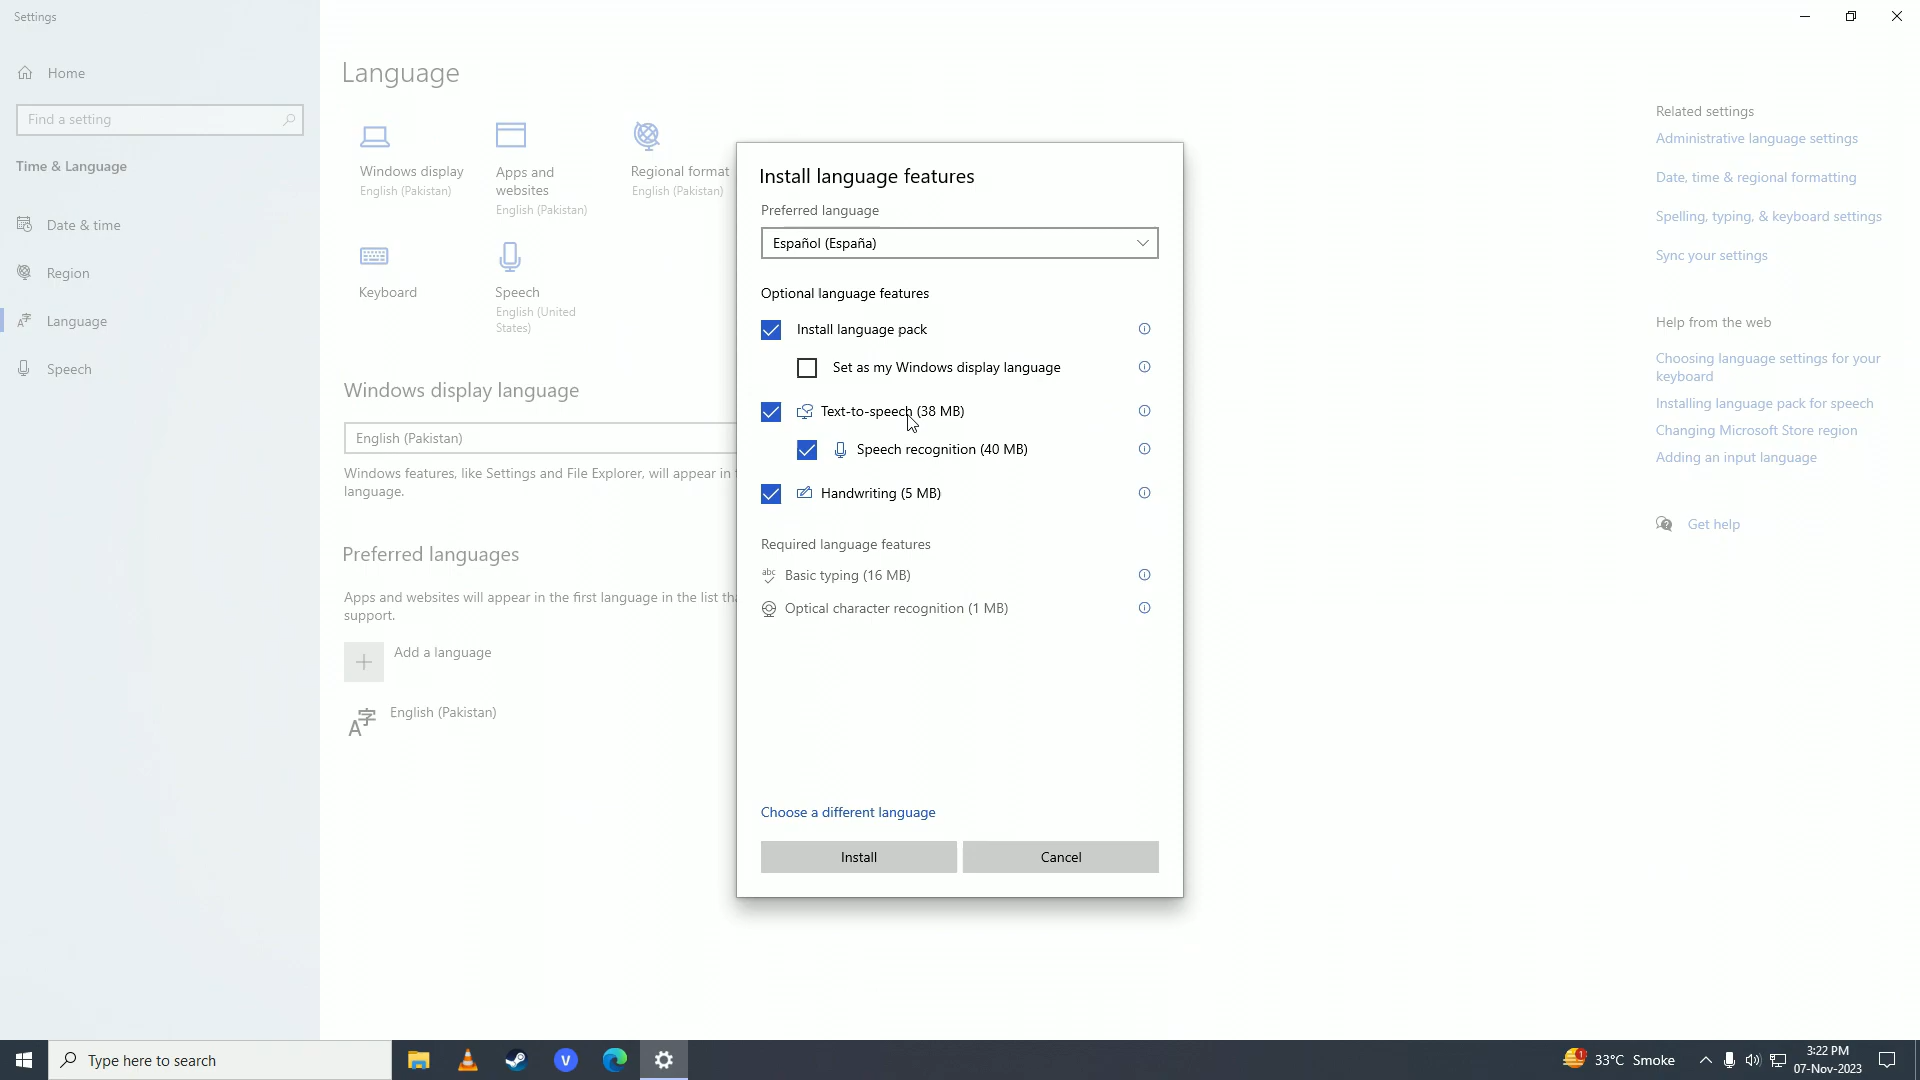 Settings
Home
Find a setting
Time & Language
Date & time
Region
Language
Speech
Language
Windows display
English (Pakistan)
Apps and
websites
English (Pakistan)
Regional format
English (Pakistan)
Keyboard
Speech
English (United
States)
Windows display language
English (Pakistan)
Windows features, like Settings and File Explorer, will appear in
language.
Preferred languages
Apps and websites will appear in the first language in the list
support.
Add a language
English (Pakistan)
Install language features
Preferred language
Español (España)
Optional language features
Install language pack
Set as my Windows display language
Text-to-speech (38 MB)
Speech recognition (40 MB)
Handwriting (5 MB)
Required language features
abc
Basic typing (16 MB)
Optical character recognition (1 MB)
Choose a different language
Install
Cancel
Related settings
Administrative language settings
Date, time & regional formatting
Spelling, typing, & keyboard settings
Sync your settings
Help from the web
Choosing language settings for your
keyboard
Installing language pack for speech
Changing Microsoft Store region
Adding an input language
Get help
Type here to search
V
1
33°C Smoke
3:22 PM
07-Nov-2023